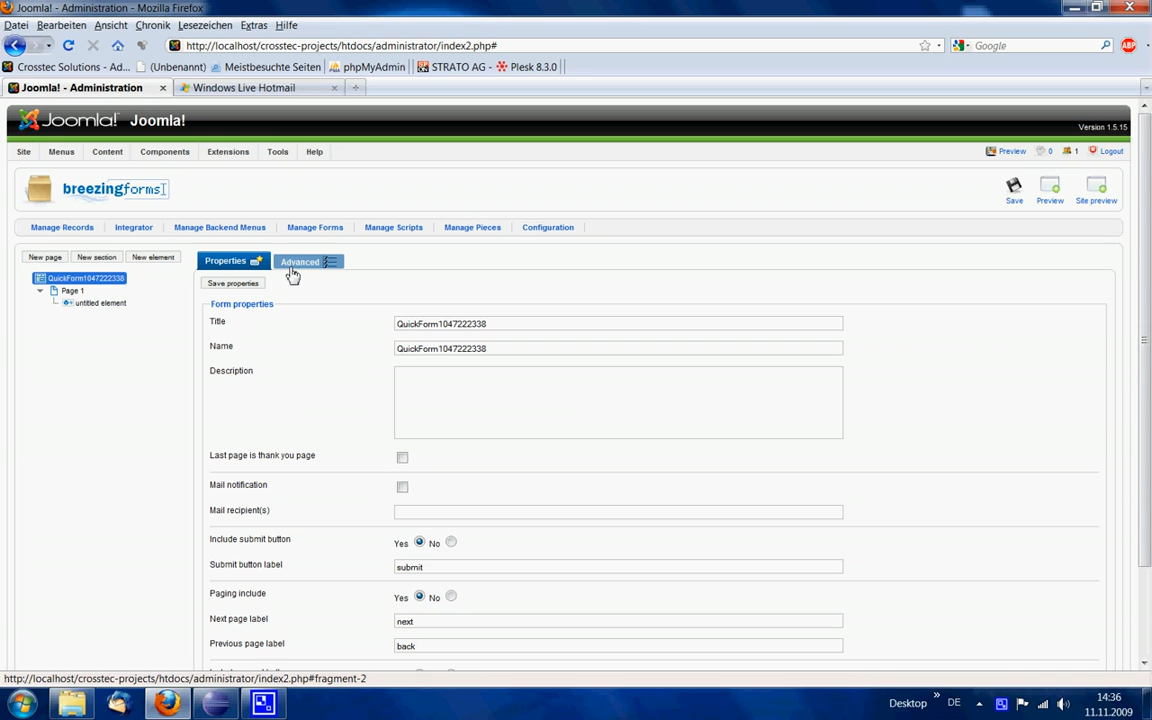 Joomla! - Administration - Mozilla Firefox
Datei Bearbeiten Ansicht Chronik Lesezeichen Extras Hilfe
http://localhost/crosstec-projects/htdocs/administrator/index2.php#
Google
ABP
Crosstec Solutions - Ad... (Unbenannt) Meistbesuchte Seiten phpMyAdmin STRATO AG - Plesk 8.3.0
Joomla! - Administration
Windows Live Hotmail
Joomla! Joomla!
Version 1.5.15
Site Menus Content Components Extensions Tools Help
Preview 0 1 Logout
breezingforms
Save Preview Site preview
Manage Records Integrator Manage Backend Menus Manage Forms Manage Scripts Manage Pieces Configuration
New page New section New element
Properties Advanced
QuickForm1047222338
Page 1
untitled element
Save properties
Form properties
Title QuickForm1047222338
Name QuickForm1047222338
Description
Last page is thank you page
Mail notification
Mail recipient(s)
Include submit button Yes No
Submit button label submit
Paging include Yes No
Next page label next
Previous page label back
http://localhost/crosstec-projects/htdocs/administrator/index2.php#fragment-2
Desktop » DE 14:36
11.11.2009